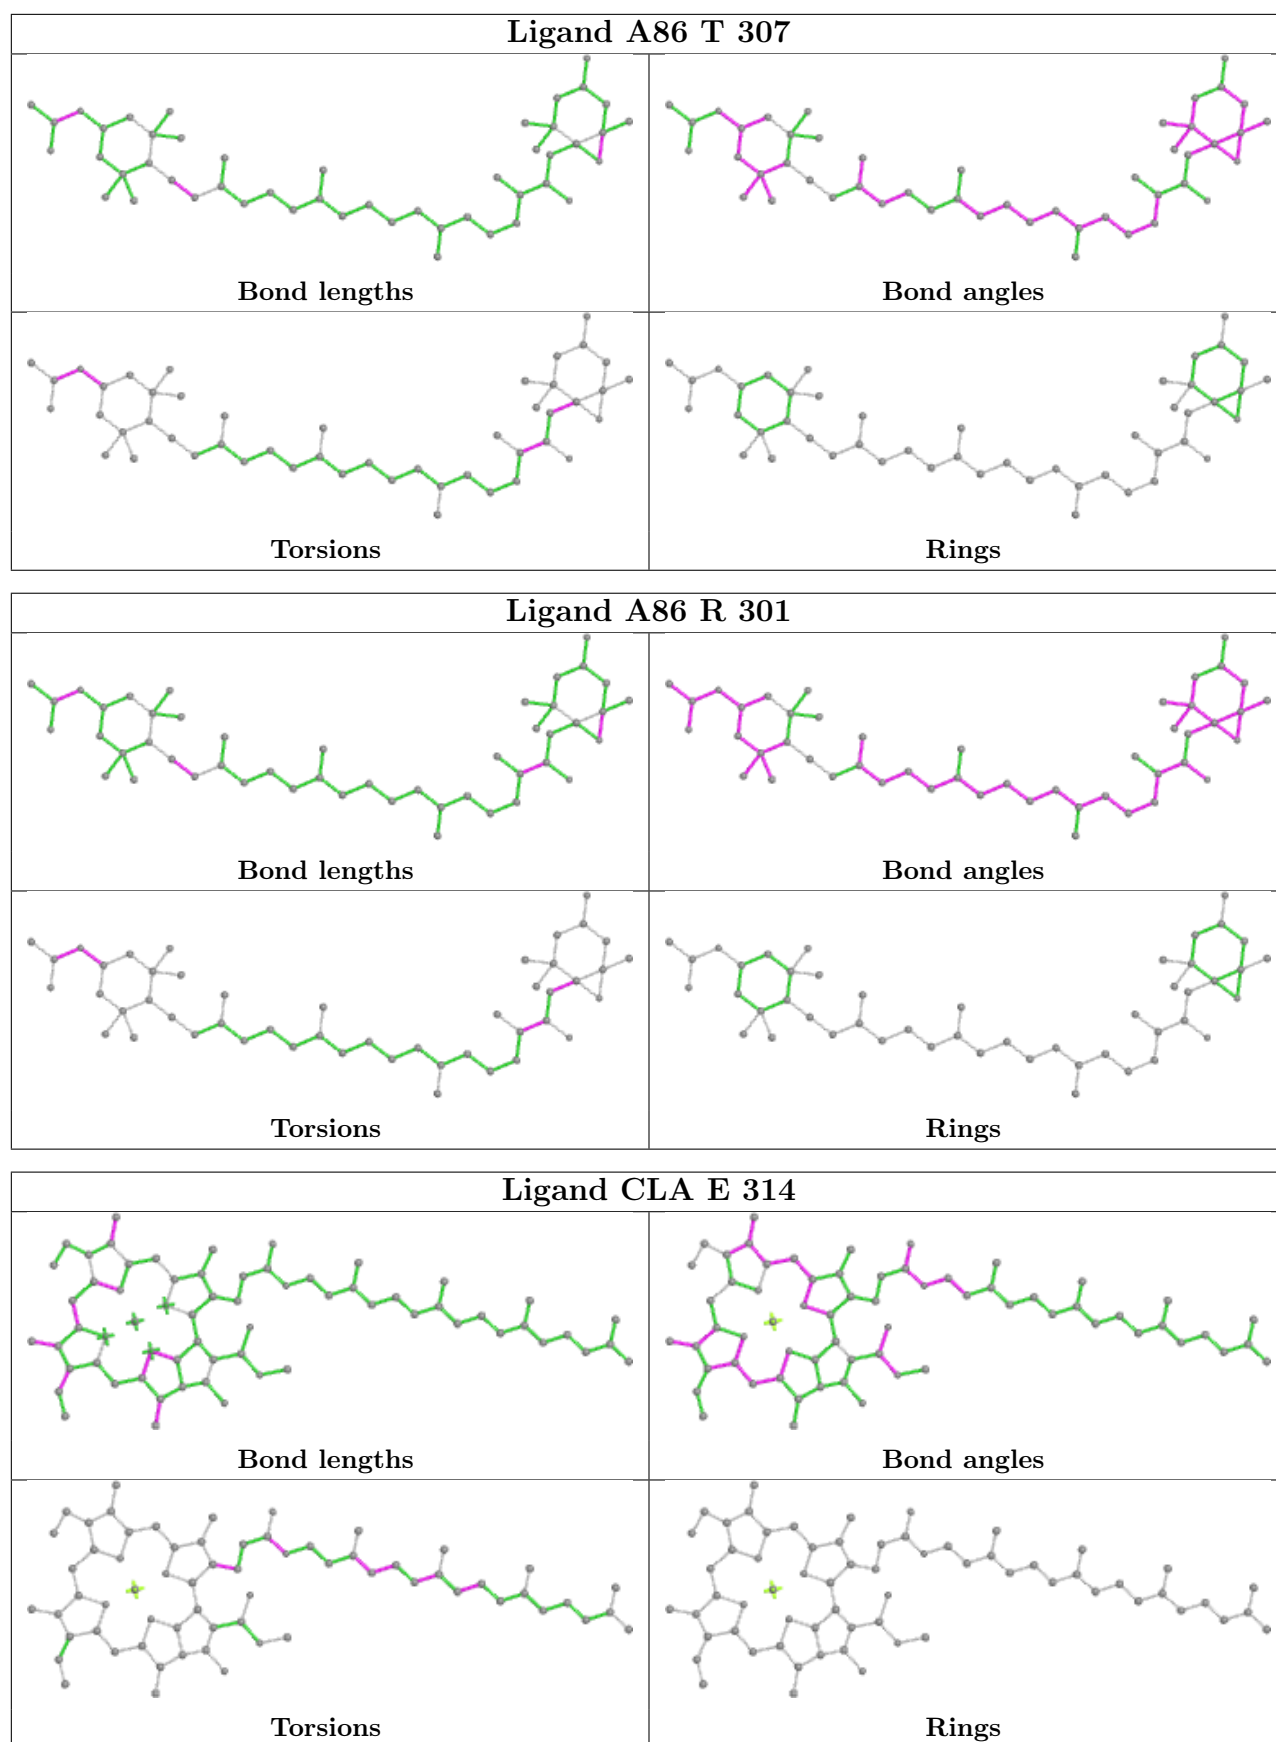 Ligand A86 T 307
Bond lengths
Bond angles
Torsions
Rings
Ligand A86 R 301
Bond lengths
Bond angles
Torsions
Rings
Ligand CLA E 314
Bond lengths
Bond angles
Torsions
Rings